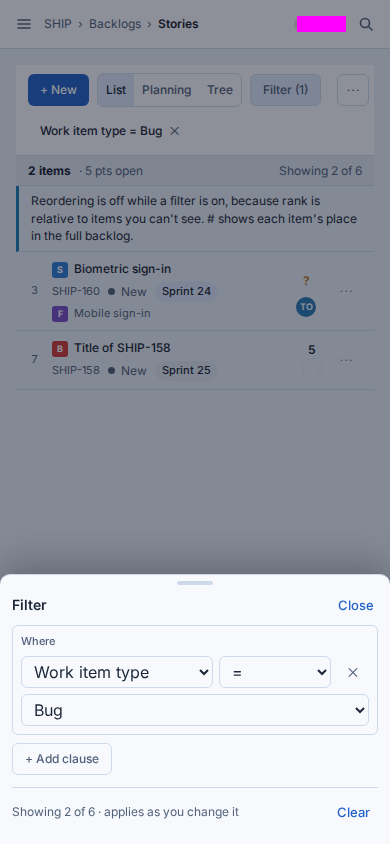 SHIP › Backlogs › Stories
+ New List Planning Tree Filter (1) ...
Work item type = Bug ×
2 items · 5 pts open Showing 2 of 6
Reordering is off while a filter is on, because rank is
relative to items you can't see. # shows each item's place
in the full backlog.
S Biometric sign-in ?
3 SHIP-160 New Sprint 24 TO ...
F Mobile sign-in
B Title of SHIP-158 5
7 SHIP-158 New Sprint 25 ...
Filter Close
Where
Work item type = ×
Bug
+ Add clause
Showing 2 of 6 · applies as you change it Clear